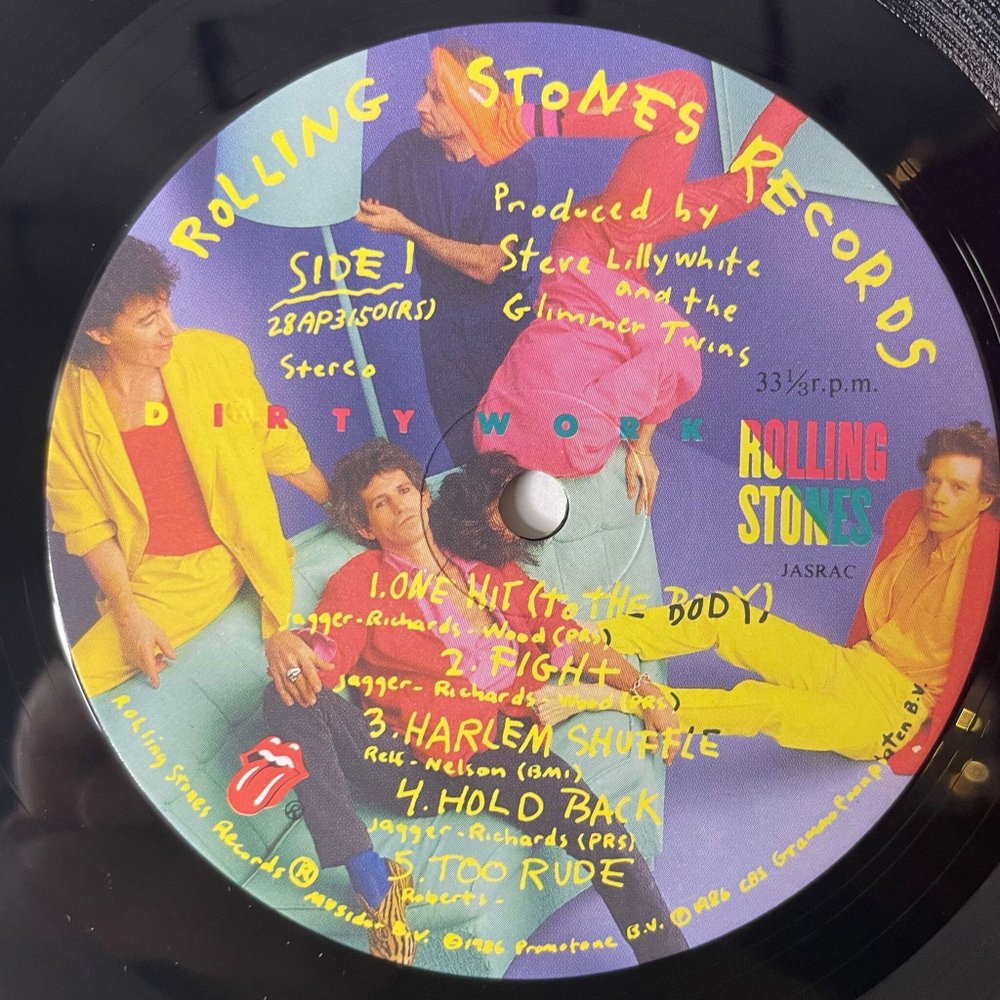 ROLLING STONES RECORDS
SIDE 1
28AP3150(RS)
Stereo
Produced by
Steve Lillywhite
and the
Glimmer Twins
33⅓r.p.m.
DIRTY WORK
ROLLING
STONES
JASRAC
1. ONE HIT (to tHE BODY)
Jagger-Richards-Wood (PRS)
2. FIGHt
Jagger-Richards-Wood (PRS)
3. HARLEM SHUFFLE
Relf-Nelson (BMI)
4. HOLD BACK
Jagger-Richards (PRS)
5. TOO RUDE
Roberts-
Rolling Stones Records ® Musidor B.V. ©1986 Promotone B.V. ℗1986 CBS Grammofoonplaten B.V.
®